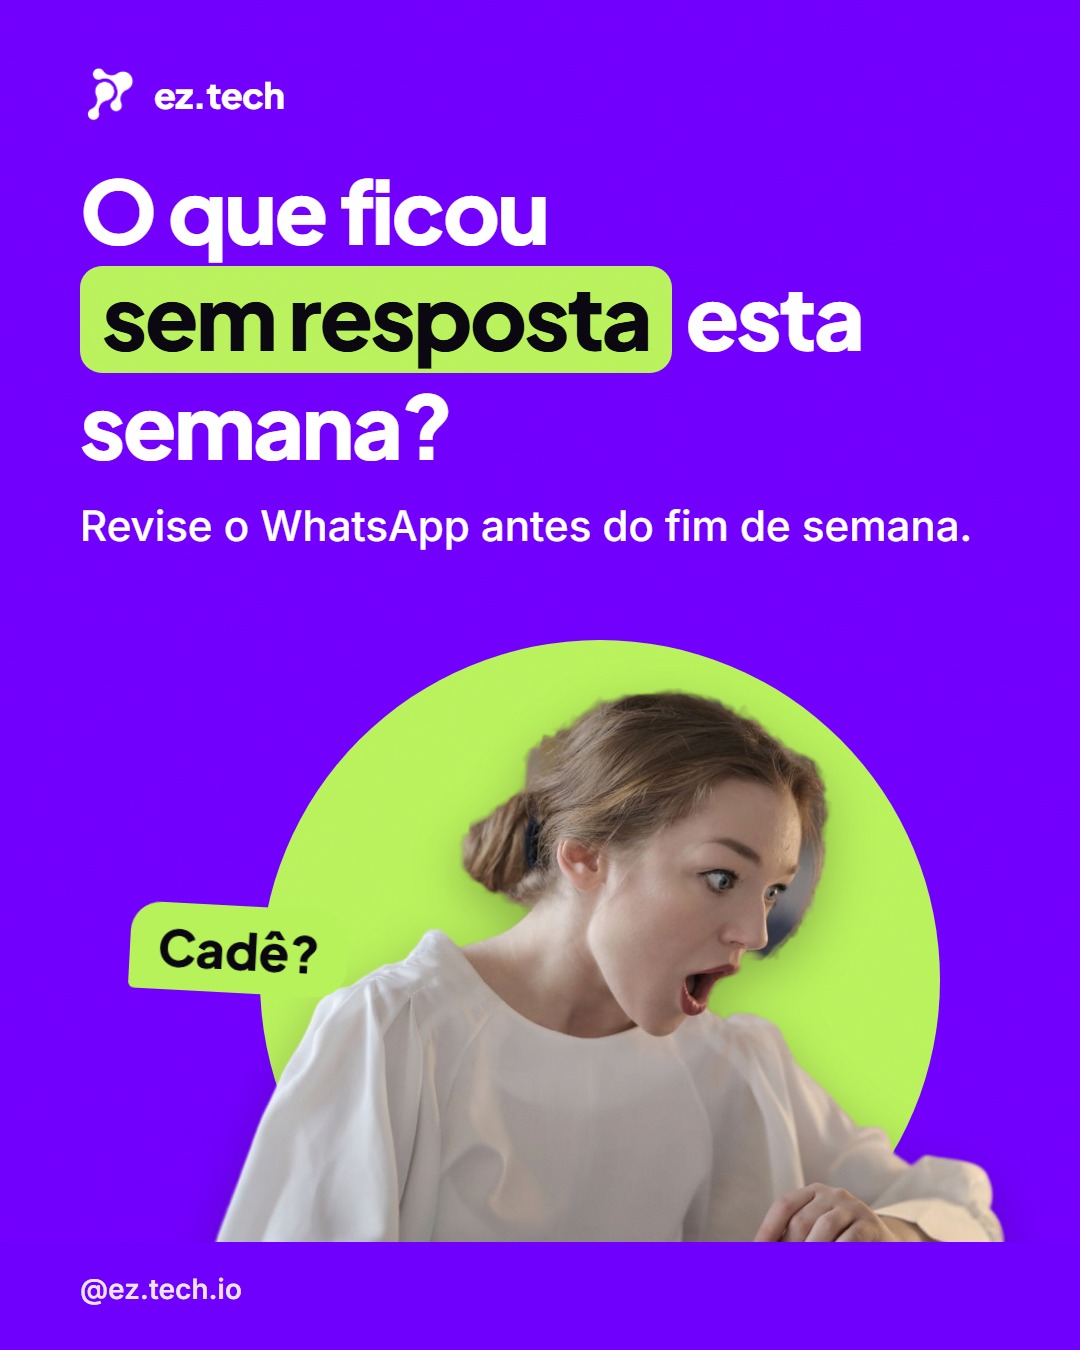 ez.tech
O que ficou
sem resposta esta
semana?
Revise o WhatsApp antes do fim de semana.
Cadê?
@ez.tech.io